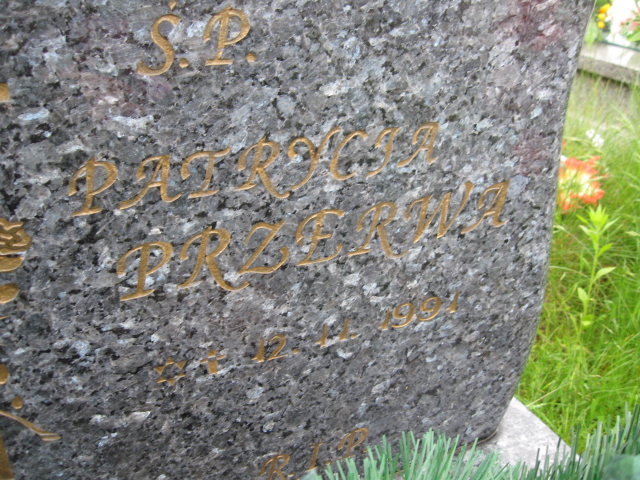 Ś.P.
PATRYCJA
PRZERWA
☆ † 12. 11. 1991
R.I.P